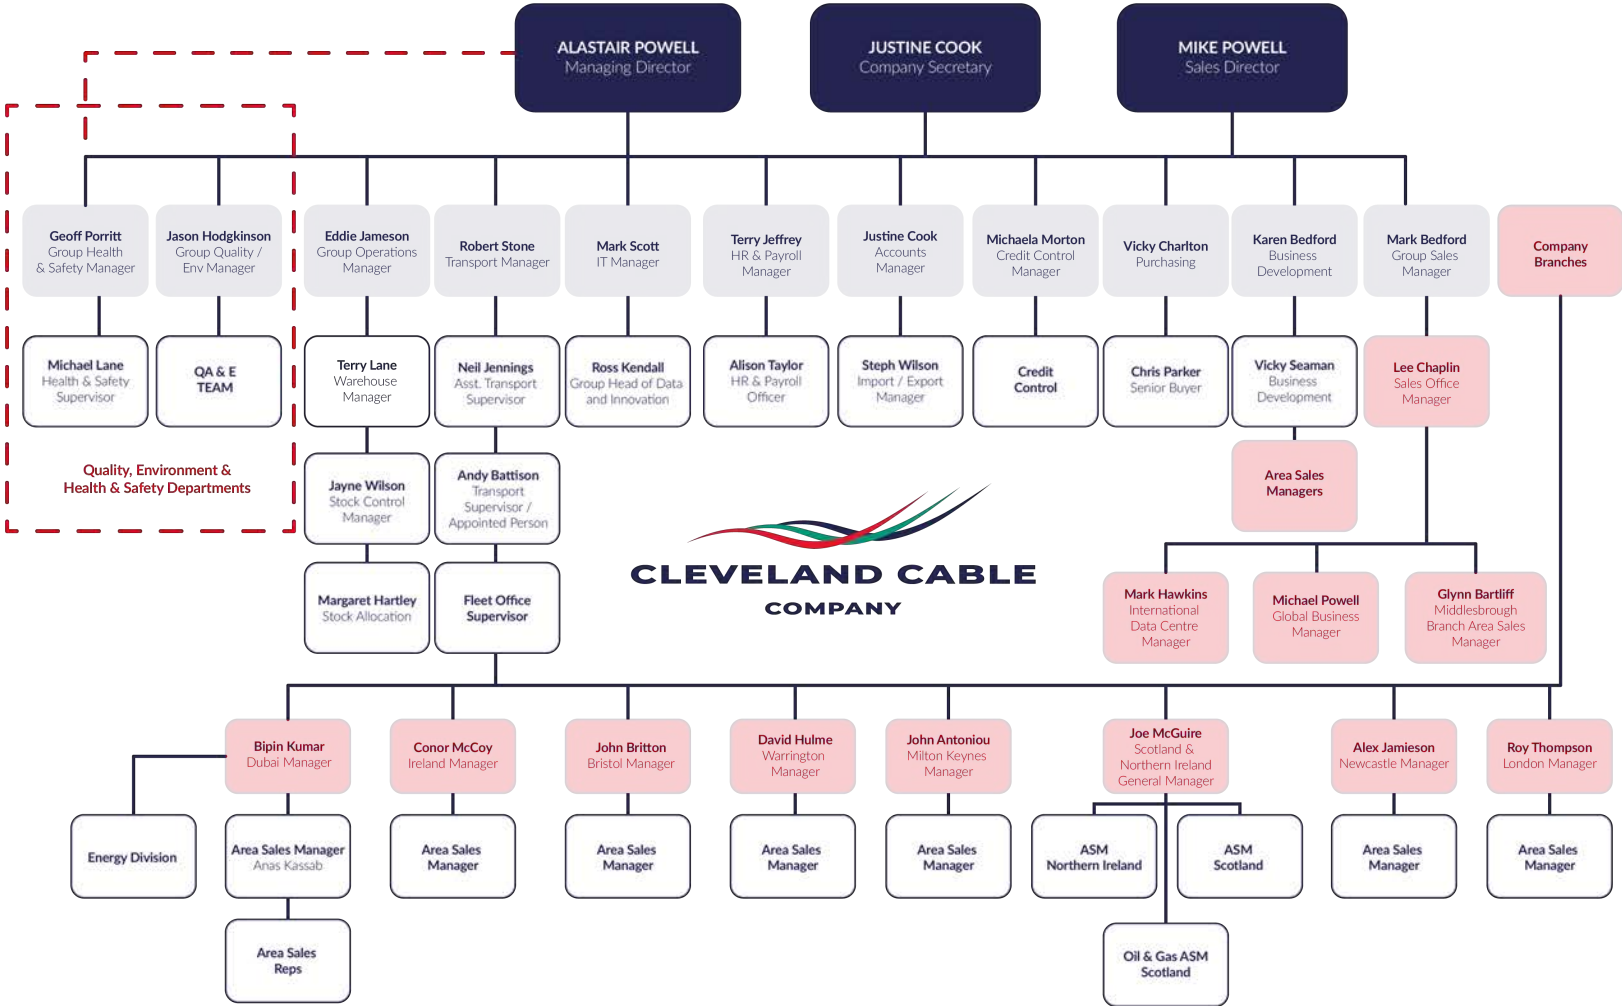 ALASTAIR POWELL
Managing Director
JUSTINE COOK
Company Secretary
MIKE POWELL
Sales Director
Geoff Porritt
Group Health
& Safety Manager
Jason Hodgkinson
Group Quality /
Env Manager
Eddie Jameson
Group Operations
Manager
Robert Stone
Transport Manager
Mark Scott
IT Manager
Terry Jeffrey
HR & Payroll
Manager
Justine Cook
Accounts
Manager
Michaela Morton
Credit Control
Manager
Vicky Charlton
Purchasing
Karen Bedford
Business
Development
Mark Bedford
Group Sales
Manager
Company
Branches
Michael Lane
Health & Safety
Supervisor
QA & E
TEAM
Terry Lane
Warehouse
Manager
Neil Jennings
Asst. Transport
Supervisor
Ross Kendall
Group Head of Data
and Innovation
Alison Taylor
HR & Payroll
Officer
Steph Wilson
Import / Export
Manager
Credit
Control
Chris Parker
Senior Buyer
Vicky Seaman
Business
Development
Lee Chaplin
Sales Office
Manager
Quality, Environment &
Health & Safety Departments
Jayne Wilson
Stock Control
Manager
Andy Battison
Transport
Supervisor /
Appointed Person
Area Sales
Managers
CLEVELAND CABLE
COMPANY
Margaret Hartley
Stock Allocation
Fleet Office
Supervisor
Mark Hawkins
International
Data Centre
Manager
Michael Powell
Global Business
Manager
Glynn Bartliff
Middlesbrough
Branch Area Sales
Manager
Bipin Kumar
Dubai Manager
Conor McCoy
Ireland Manager
John Britton
Bristol Manager
David Hulme
Warrington
Manager
John Antoniou
Milton Keynes
Manager
Joe McGuire
Scotland &
Northern Ireland
General Manager
Alex Jamieson
Newcastle Manager
Roy Thompson
London Manager
Energy Division
Area Sales Manager
Anas Kassab
Area Sales
Manager
Area Sales
Manager
Area Sales
Manager
Area Sales
Manager
ASM
Northern Ireland
ASM
Scotland
Area Sales
Manager
Area Sales
Manager
Area Sales
Reps
Oil & Gas ASM
Scotland